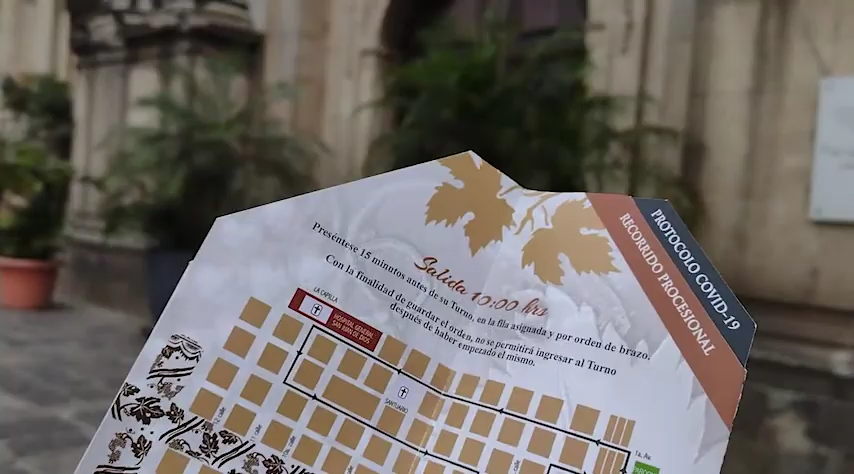 PROTOCOLO COVID-19
RECORRIDO PROCESIONAL
Salida 10:00 hrs
Preséntese 15 minutos antes de su Turno, en la fila asignada y por orden de brazo.
Con la finalidad de guardar el orden, no se permitirá ingresar al Turno
después de haber empezado el mismo.
LA CAPILLA
HOSPITAL GENERAL
SAN JUAN DE DIOS
SANTUARIO
7a. Av.